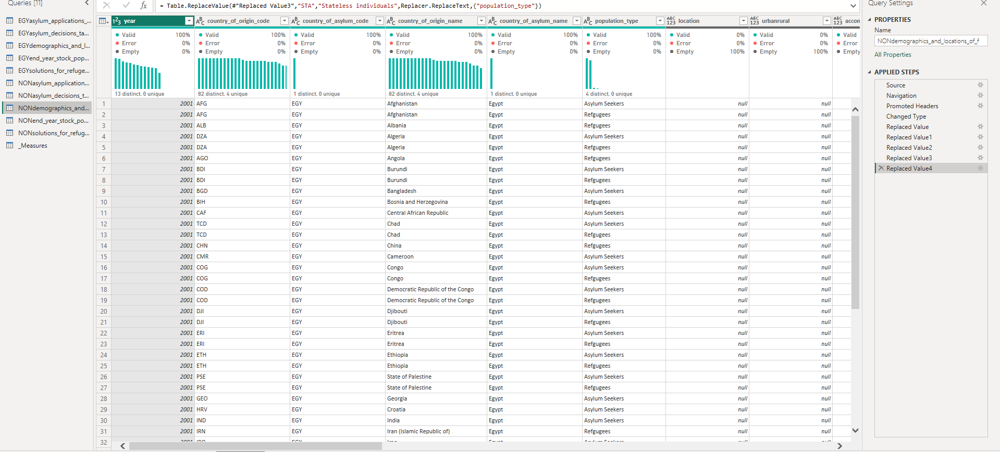 Queries [11]
= Table.ReplaceValue(#"Replaced Value3","STA","Stateless individuals",Replacer.ReplaceText,{"population_type"})
Query Settings
EGYasylum_applications_...
EGYasylum_decisions_ta...
EGYdemographics_and_l...
EGYend_year_stock_pop...
EGYsolutions_for_refuge...
NONasylum_application...
NONasylum_decisions_t...
NONdemographics_and...
NONend_year_stock_po...
NONsolutions_for_refug...
_Measures
123 year ABC country_of_origin_code ABC country_of_asylum_code ABC country_of_origin_name ABC country_of_asylum_name ABC population_type ABC123 location ABC123 urbanrural ABC123 accon
Valid 100% Valid 100% Valid 100% Valid 100% Valid 100% Valid 100% Valid 0% Valid 0% Valid
Error 0% Error 0% Error 0% Error 0% Error 0% Error 0% Error 0% Error 0% Error
Empty 0% Empty 0% Empty 0% Empty 0% Empty 0% Empty 0% Empty 100% Empty 100% Empty
13 distinct, 0 unique 82 distinct, 4 unique 1 distinct, 0 unique 82 distinct, 4 unique 1 distinct, 0 unique 4 distinct, 0 unique
1 2001 AFG EGY Afghanistan Egypt Asylum Seekers null null
2 2001 AFG EGY Afghanistan Egypt Refgugees null null
3 2001 ALB EGY Albania Egypt Refgugees null null
4 2001 DZA EGY Algeria Egypt Asylum Seekers null null
5 2001 DZA EGY Algeria Egypt Refgugees null null
6 2001 AGO EGY Angola Egypt Refgugees null null
7 2001 BDI EGY Burundi Egypt Asylum Seekers null null
8 2001 BDI EGY Burundi Egypt Refgugees null null
9 2001 BGD EGY Bangladesh Egypt Asylum Seekers null null
10 2001 BIH EGY Bosnia and Herzegovina Egypt Refgugees null null
11 2001 CAF EGY Central African Republic Egypt Asylum Seekers null null
12 2001 TCD EGY Chad Egypt Asylum Seekers null null
13 2001 TCD EGY Chad Egypt Refgugees null null
14 2001 CHN EGY China Egypt Refgugees null null
15 2001 CMR EGY Cameroon Egypt Asylum Seekers null null
16 2001 COG EGY Congo Egypt Asylum Seekers null null
17 2001 COG EGY Congo Egypt Refgugees null null
18 2001 COD EGY Democratic Republic of the Congo Egypt Asylum Seekers null null
19 2001 COD EGY Democratic Republic of the Congo Egypt Refgugees null null
20 2001 DJI EGY Djibouti Egypt Asylum Seekers null null
21 2001 DJI EGY Djibouti Egypt Refgugees null null
22 2001 ERI EGY Eritrea Egypt Asylum Seekers null null
23 2001 ERI EGY Eritrea Egypt Refgugees null null
24 2001 ETH EGY Ethiopia Egypt Asylum Seekers null null
25 2001 ETH EGY Ethiopia Egypt Refgugees null null
26 2001 PSE EGY State of Palestine Egypt Asylum Seekers null null
27 2001 PSE EGY State of Palestine Egypt Refgugees null null
28 2001 GEO EGY Georgia Egypt Asylum Seekers null null
29 2001 HRV EGY Croatia Egypt Asylum Seekers null null
30 2001 IND EGY India Egypt Asylum Seekers null null
31 2001 IRN EGY Iran (Islamic Republic of) Egypt Refgugees null null
32
PROPERTIES
Name
NONdemographics_and_locations_of_f
All Properties
APPLIED STEPS
Source
Navigation
Promoted Headers
Changed Type
Replaced Value
Replaced Value1
Replaced Value2
Replaced Value3
Replaced Value4